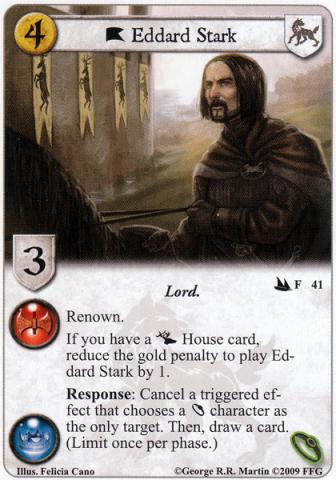 4
Eddard Stark
3
Lord.
F 41
Renown.
If you have a House card,
reduce the gold penalty to play Ed-
dard Stark by 1.
Response: Cancel a triggered ef-
fect that chooses a character as
the only target. Then, draw a card.
(Limit once per phase.)
Illus. Felicia Cano
©George R.R. Martin ©2009 FFG